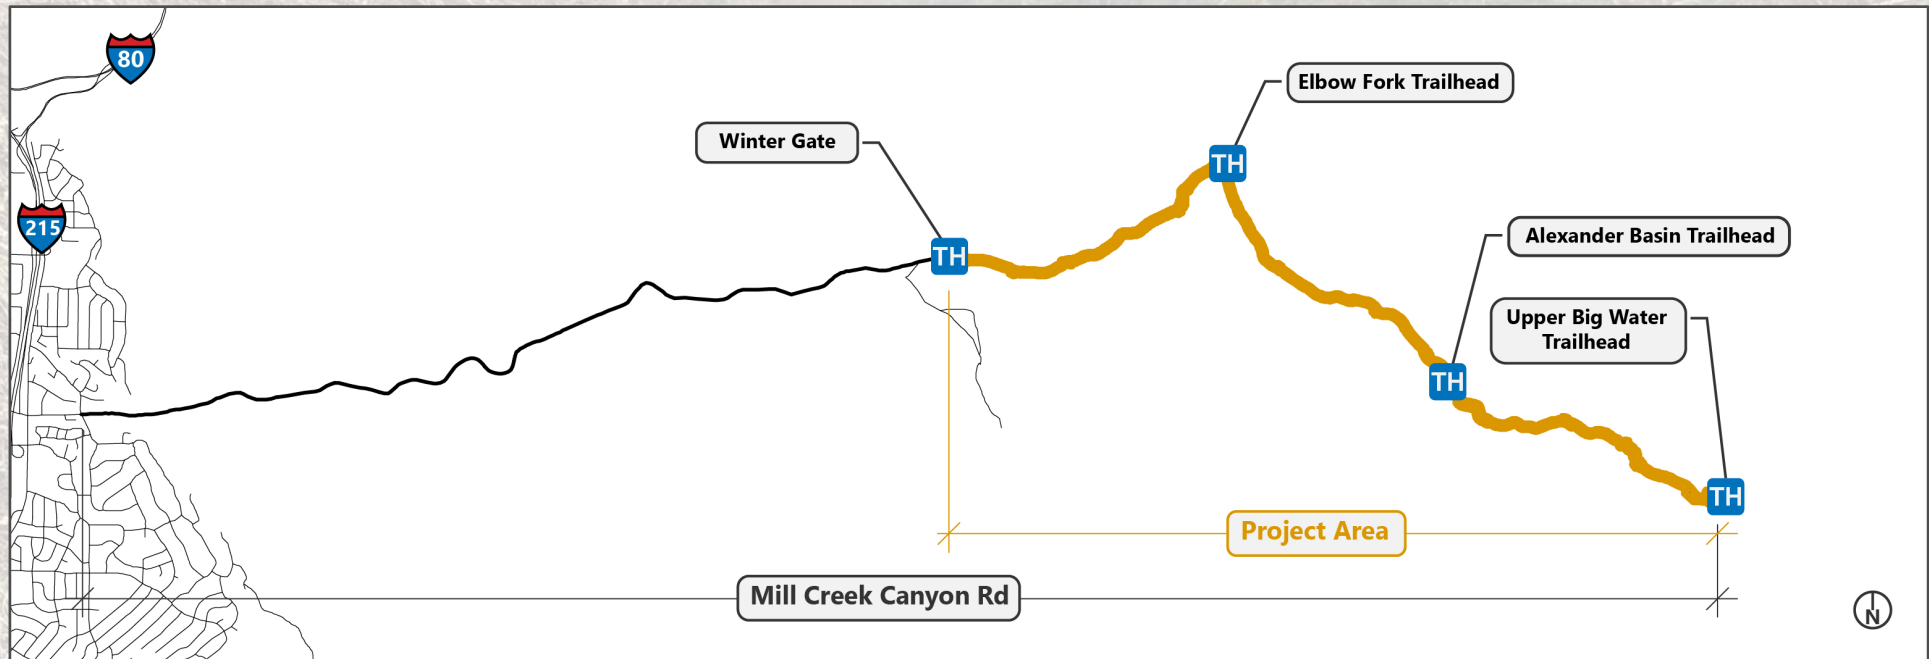 80
Elbow Fork Trailhead
Winter Gate
TH
215
Alexander Basin Trailhead
TH
Upper Big Water
Trailhead
TH
TH
Project Area
Mill Creek Canyon Rd
N